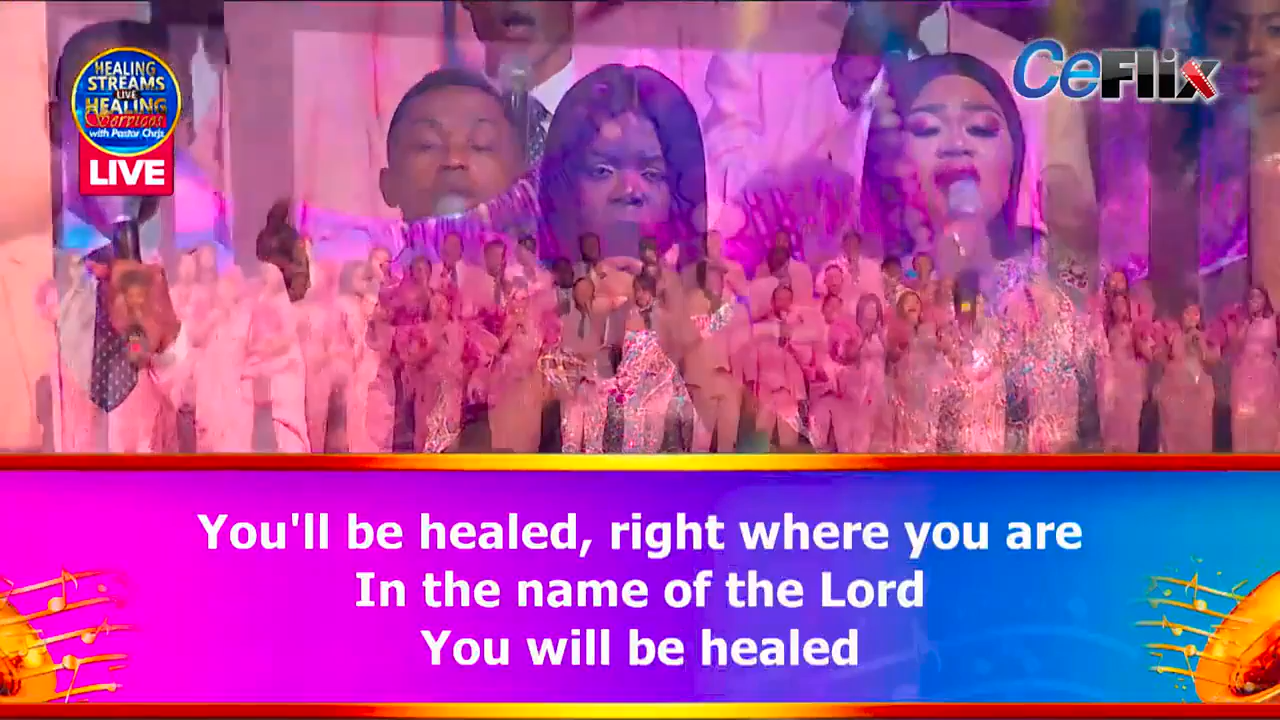 HEALING
STREAMS
LIVE
HEALING
Services
with Pastor Chris
LIVE
CeFlix
You'll be healed, right where you are
In the name of the Lord
You will be healed